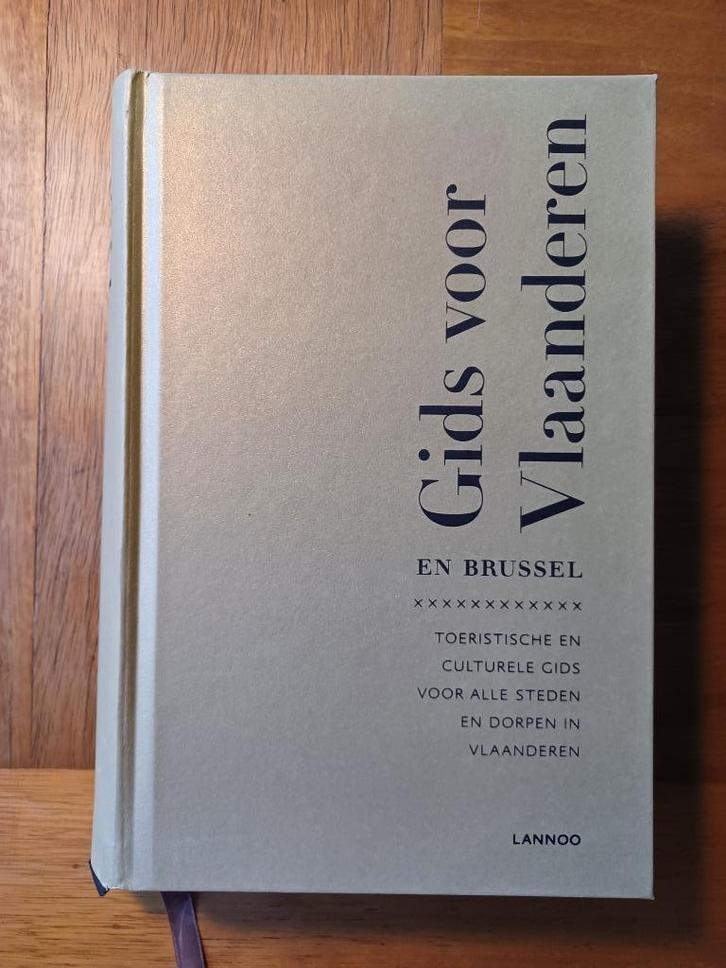 Gids voor
Vlaanderen
EN BRUSSEL
××××××××××××
TOERISTISCHE EN
CULTURELE GIDS
VOOR ALLE STEDEN
EN DORPEN IN
VLAANDEREN
LANNOO